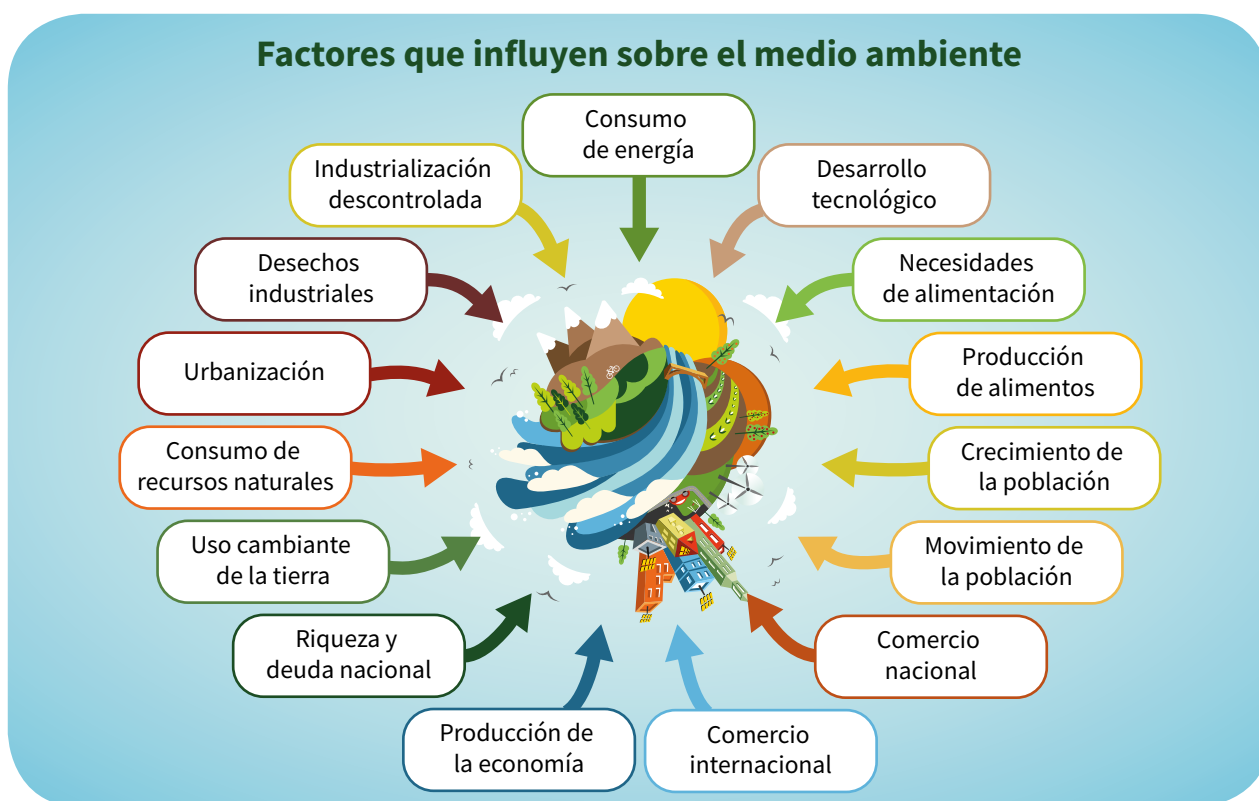 Factores que influyen sobre el medio ambiente
Consumo
de energía
Desarrollo
tecnológico
Necesidades
de alimentación
Producción
de alimentos
Crecimiento de
la población
Movimiento de
la población
Comercio
nacional
Comercio
internacional
Producción de
la economía
Riqueza y
deuda nacional
Uso cambiante
de la tierra
Consumo de
recursos naturales
Urbanización
Desechos
industriales
Industrialización
descontrolada